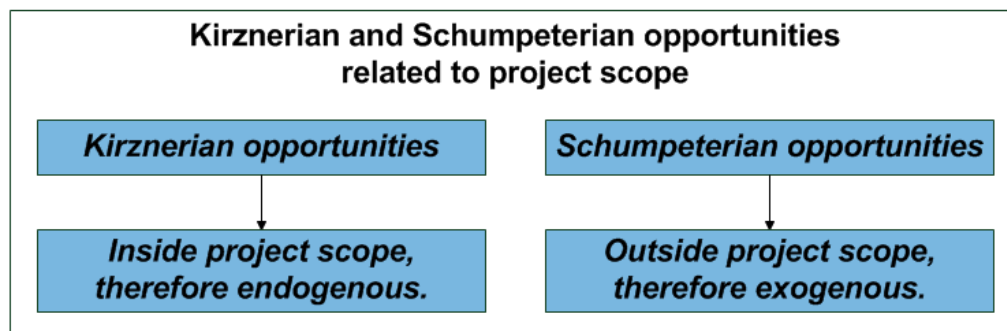 Kirznerian and Schumpeterian opportunities
related to project scope
Kirznerian opportunities
Schumpeterian opportunities
Inside project scope,
therefore endogenous.
Outside project scope,
therefore exogenous.